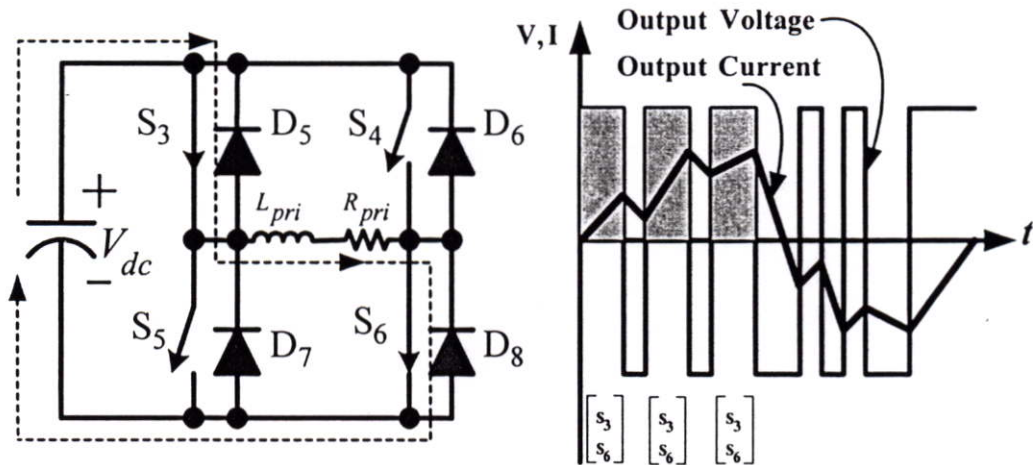 Output Voltage
V,I
Output Current
S3
D5
S4
D6
+
Lpri
Rpri
Vdc
−
t
S5
D7
S6
D8
[s3 s6] [s3 s6] [s3 s6]